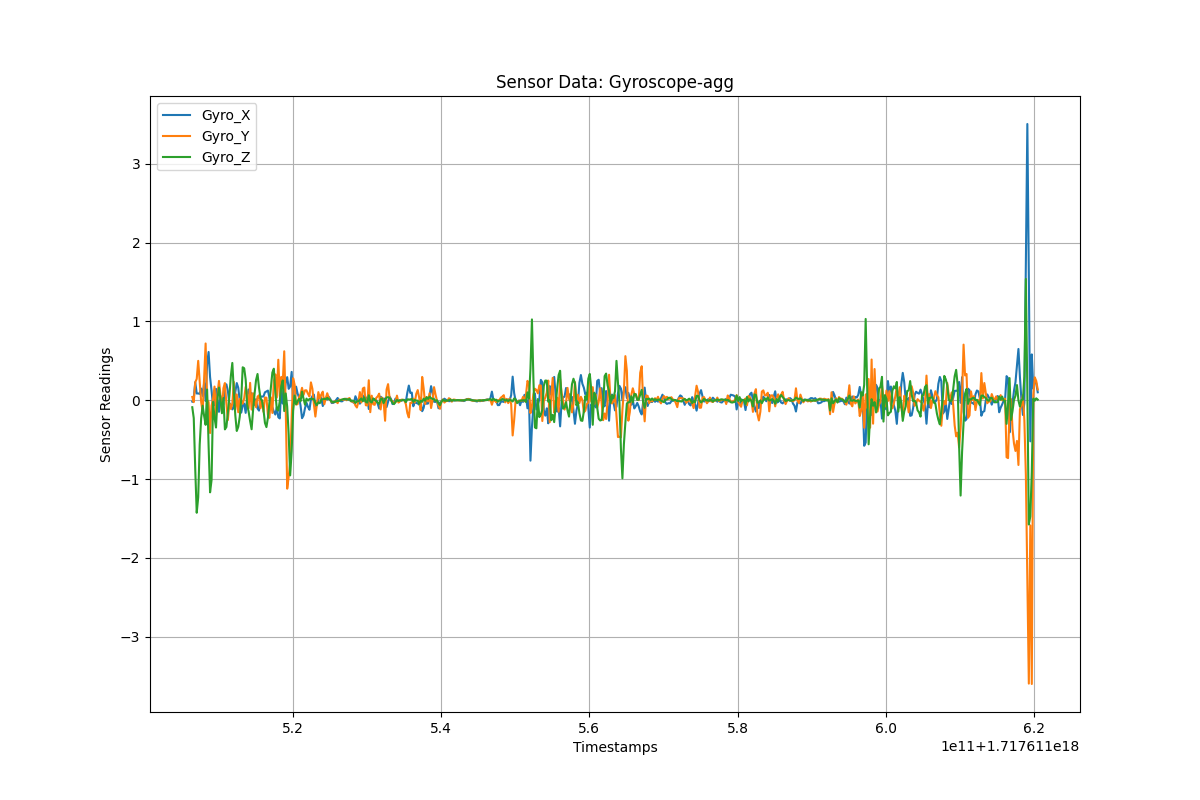 Sensor Data: Gyroscope-agg
Gyro_X
Gyro_Y
Gyro_Z
Sensor Readings
3
2
1
0
−1
−2
−3
5.2 5.4 5.6 5.8 6.0 6.2
Timestamps
1e11+1.717611e18